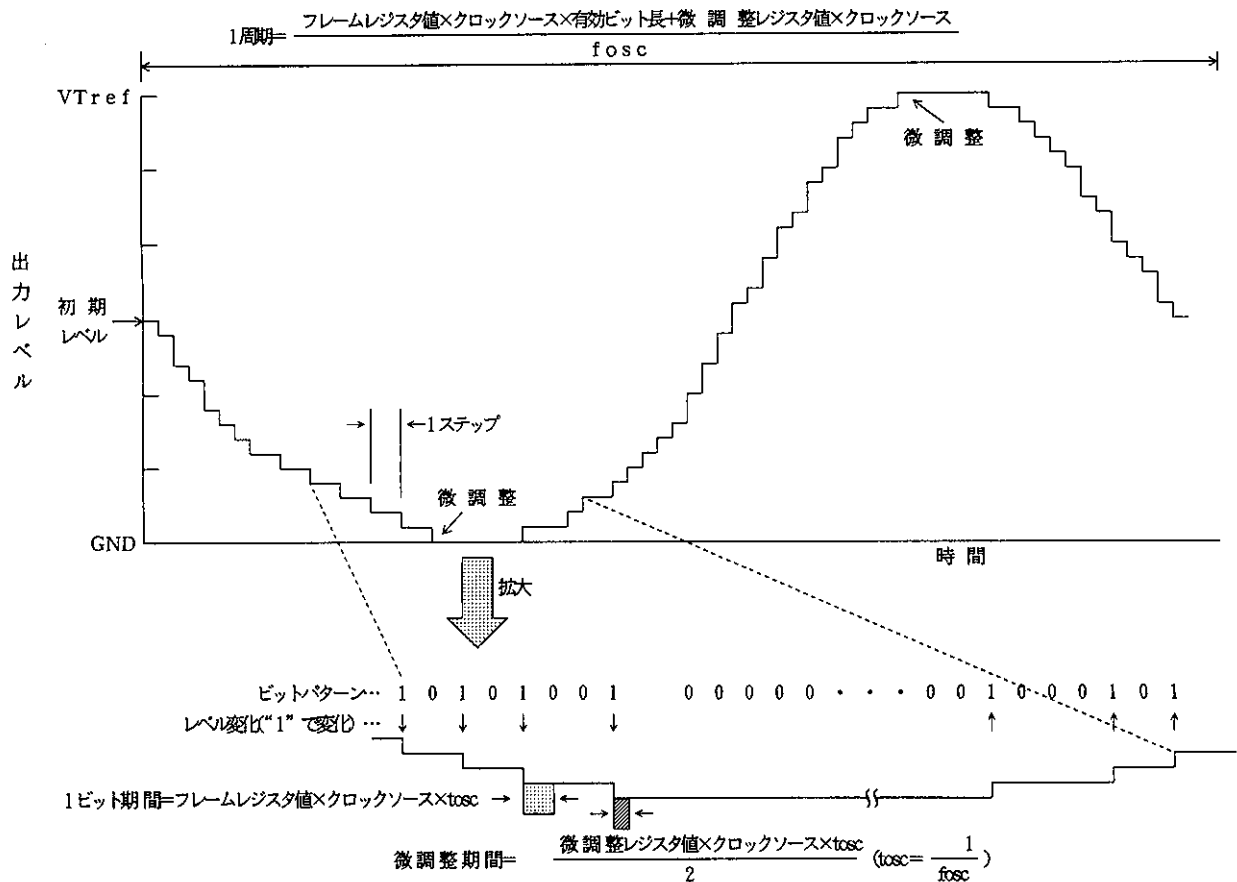 1周期=フレームレジスタ値×クロックソース×有効ビット長+微調整レジスタ値×クロックソース
fosc
VTref
微調整
出力レベル
初期
レベル
1ステップ
微調整
GND
時間
拡大
ビットパターン… 1 0 1 0 1 0 0 1 0 0 0 0 0 ・ ・ ・ 0 0 1 0 0 0 1 0 1
レベル変化("1"で変化) …
1ビット期間=フレームレジスタ値×クロックソース×tosc
微調整期間= 微調整レジスタ値×クロックソース×tosc
2
(tosc= 1
fosc
)